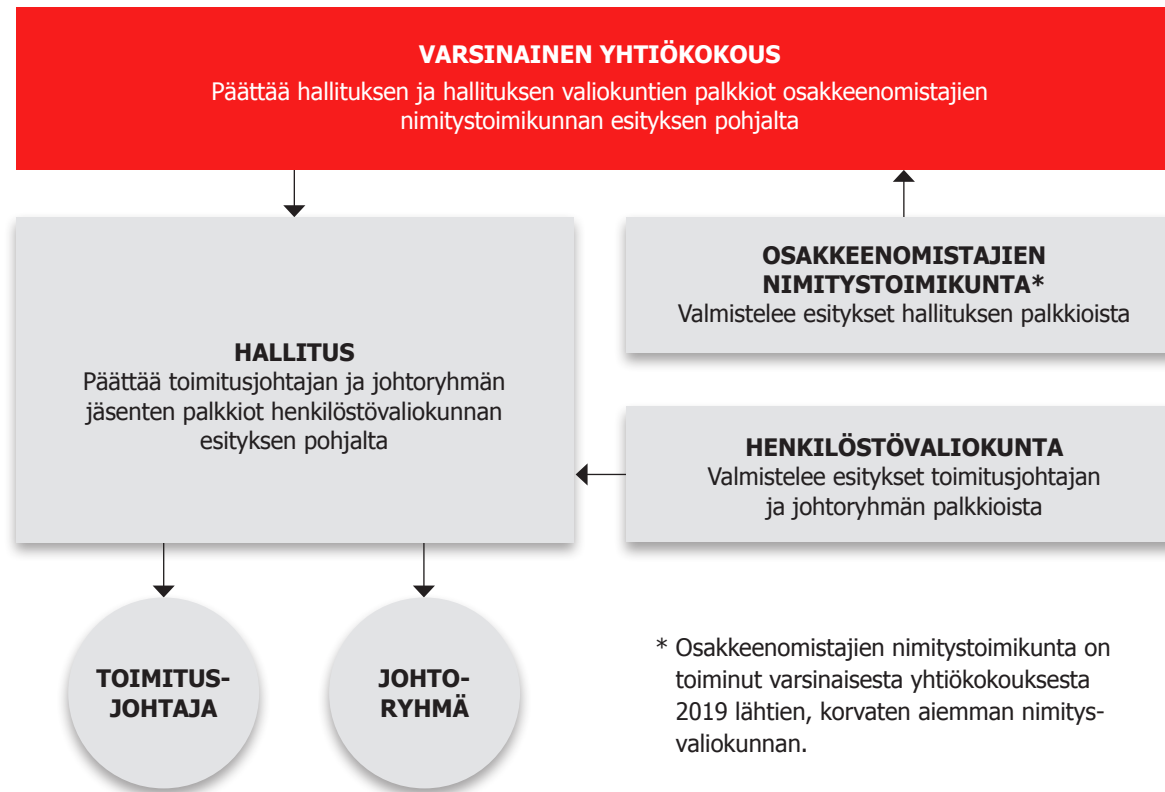 VARSINAINEN YHTIÖKOKOUS
Päättää hallituksen ja hallituksen valiokuntien palkkiot osakkeenomistajien
nimitystoimikunnan esityksen pohjalta
HALLITUS
Päättää toimitusjohtajan ja johtoryhmän
jäsenten palkkiot henkilöstövaliokunnan
esityksen pohjalta
OSAKKEENOMISTAJIEN
NIMITYSTOIMIKUNTA*
Valmistelee esitykset hallituksen palkkioista
HENKILÖSTÖVALIOKUNTA
Valmistelee esitykset toimitusjohtajan
ja johtoryhmän palkkioista
TOIMITUS-
JOHTAJA
JOHTO-
RYHMÄ
* Osakkeenomistajien nimitystoimikunta on
toiminut varsinaisesta yhtiökokouksesta
2019 lähtien, korvaten aiemman nimitys-
valiokunnan.